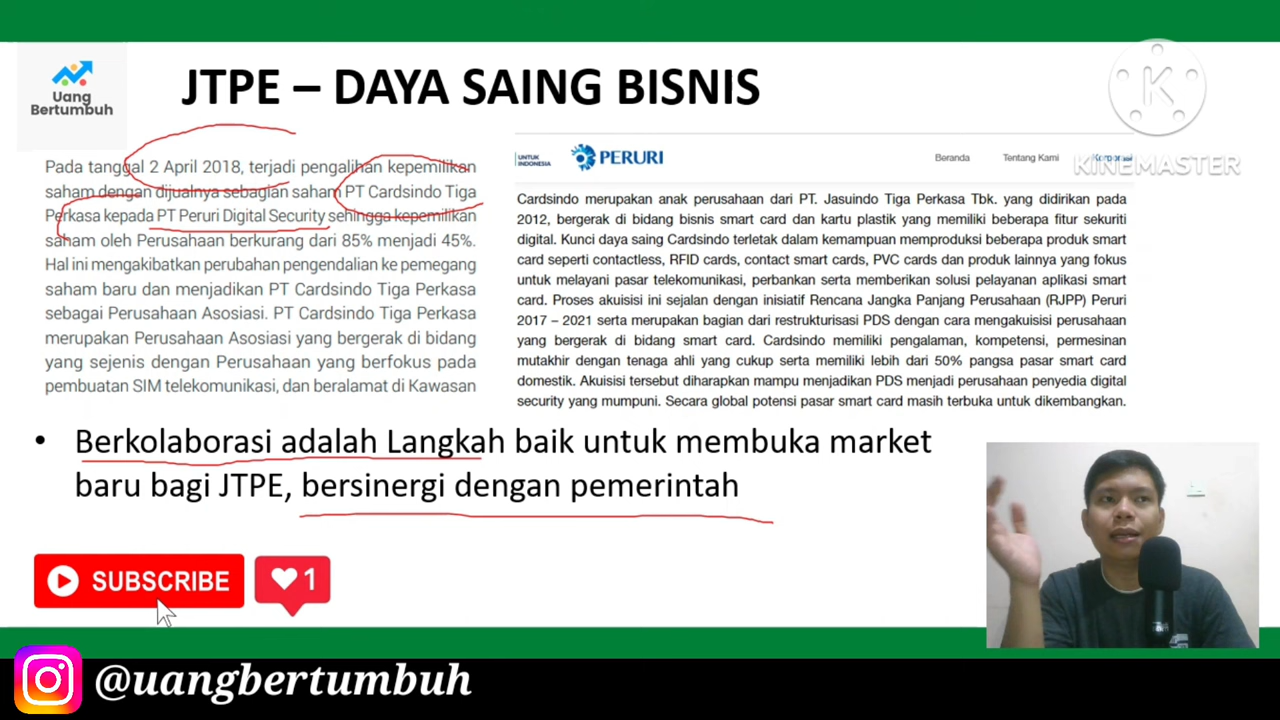 Uang
Bertumbuh
JTPE – DAYA SAING BISNIS
K
KINEMASTER
Pada tanggal 2 April 2018, terjadi pengalihan kepemilikan
saham dengan dijualnya sebagian saham PT Cardsindo Tiga
Perkasa kepada PT Peruri Digital Security sehingga kepemilikan
saham oleh Perusahaan berkurang dari 85% menjadi 45%.
Hal ini mengakibatkan perubahan pengendalian ke pemegang
saham baru dan menjadikan PT Cardsindo Tiga Perkasa
sebagai Perusahaan Asosiasi. PT Cardsindo Tiga Perkasa
merupakan Perusahaan Asosiasi yang bergerak di bidang
yang sejenis dengan Perusahaan yang berfokus pada
pembuatan SIM telekomunikasi, dan beralamat di Kawasan
UNTUK
INDONESIA
PERURI
Beranda Tentang Kami Korporasi
Cardsindo merupakan anak perusahaan dari PT. Jasuindo Tiga Perkasa Tbk. yang didirikan pada
2012, bergerak di bidang bisnis smart card dan kartu plastik yang memiliki beberapa fitur sekuriti
digital. Kunci daya saing Cardsindo terletak dalam kemampuan memproduksi beberapa produk smart
card seperti contactless, RFID cards, contact smart cards, PVC cards dan produk lainnya yang fokus
untuk melayani pasar telekomunikasi, perbankan serta memberikan solusi pelayanan aplikasi smart
card. Proses akuisisi ini sejalan dengan inisiatif Rencana Jangka Panjang Perusahaan (RJPP) Peruri
2017 – 2021 serta merupakan bagian dari restrukturisasi PDS dengan cara mengakuisisi perusahaan
yang bergerak di bidang smart card. Cardsindo memiliki pengalaman, kompetensi, permesinan
mutakhir dengan tenaga ahli yang cukup serta memiliki lebih dari 50% pangsa pasar smart card
domestik. Akuisisi tersebut diharapkan mampu menjadikan PDS menjadi perusahaan penyedia digital
security yang mumpuni. Secara global potensi pasar smart card masih terbuka untuk dikembangkan.
• Berkolaborasi adalah Langkah baik untuk membuka market
baru bagi JTPE, bersinergi dengan pemerintah
SUBSCRIBE
1
@uangbertumbuh